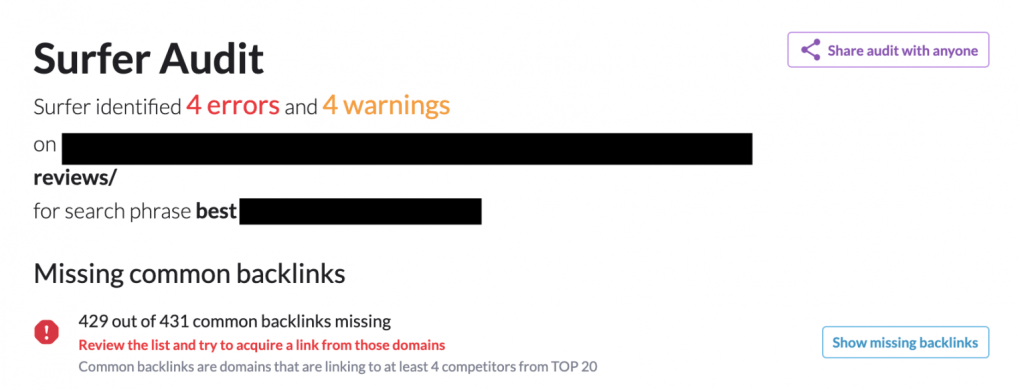 Surfer Audit
Share audit with anyone
Surfer identified 4 errors and 4 warnings
on
reviews/
for search phrase best
Missing common backlinks
429 out of 431 common backlinks missing
Review the list and try to acquire a link from those domains
Common backlinks are domains that are linking to at least 4 competitors from TOP 20
Show missing backlinks